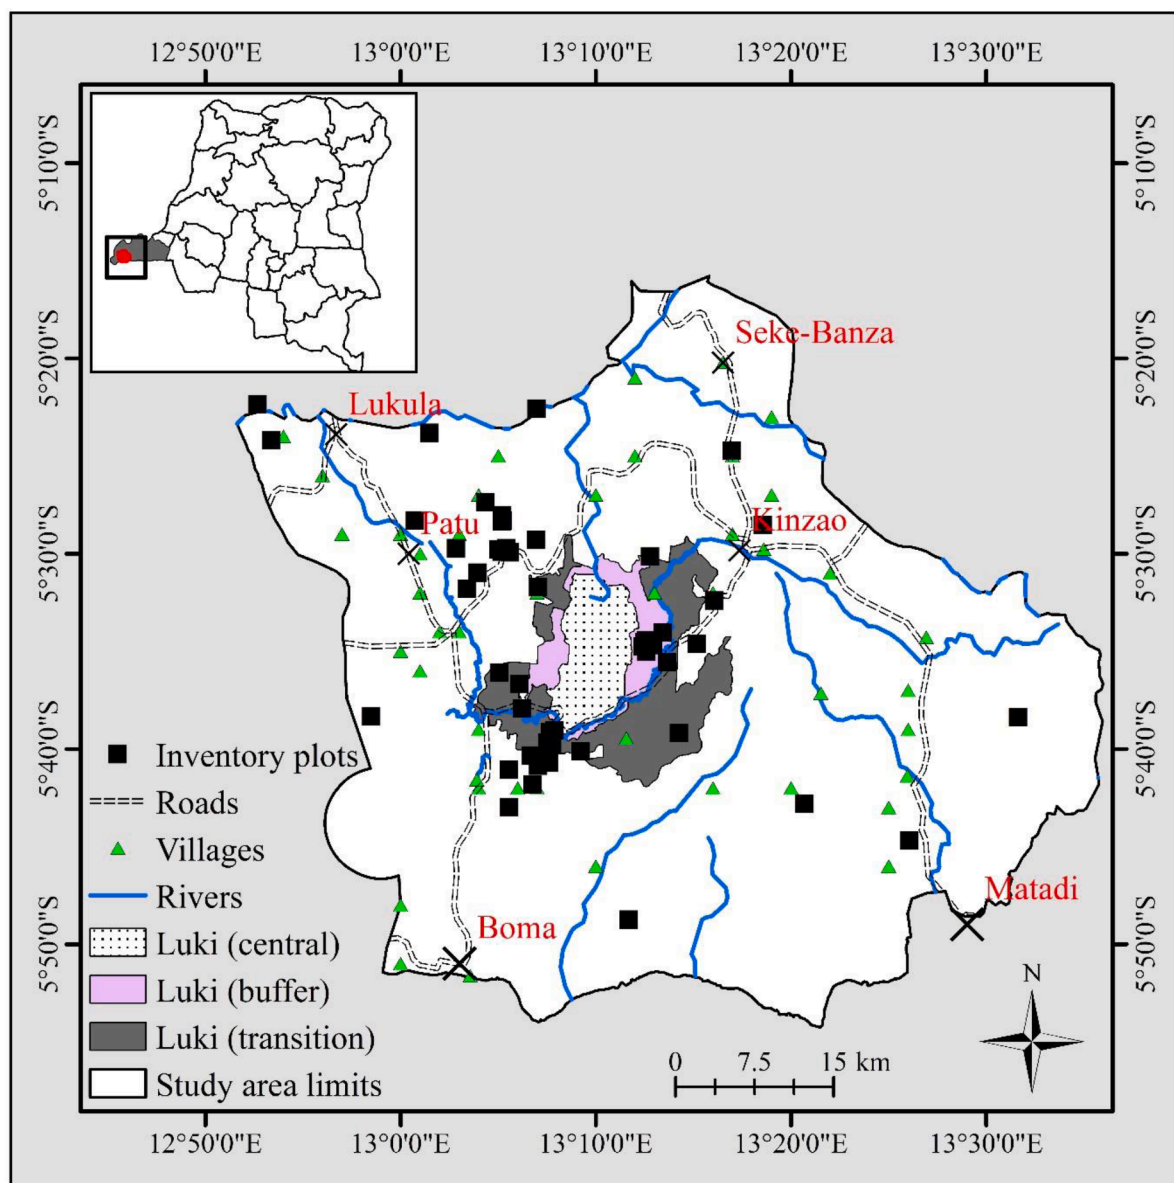 12°50'0"E 13°0'0"E 13°10'0"E 13°20'0"E 13°30'0"E
5°10'0"S 5°10'0"S
Seke-Banza
5°20'0"S 5°20'0"S
Lukula
Patu Kinzao
5°30'0"S 5°30'0"S
5°40'0"S 5°40'0"S
Inventory plots
Roads
Villages
Rivers
Matadi
Boma
Luki (central)
5°50'0"S 5°50'0"S
Luki (buffer)
N
Luki (transition)
0 7.5 15 km
Study area limits
12°50'0"E 13°0'0"E 13°10'0"E 13°20'0"E 13°30'0"E